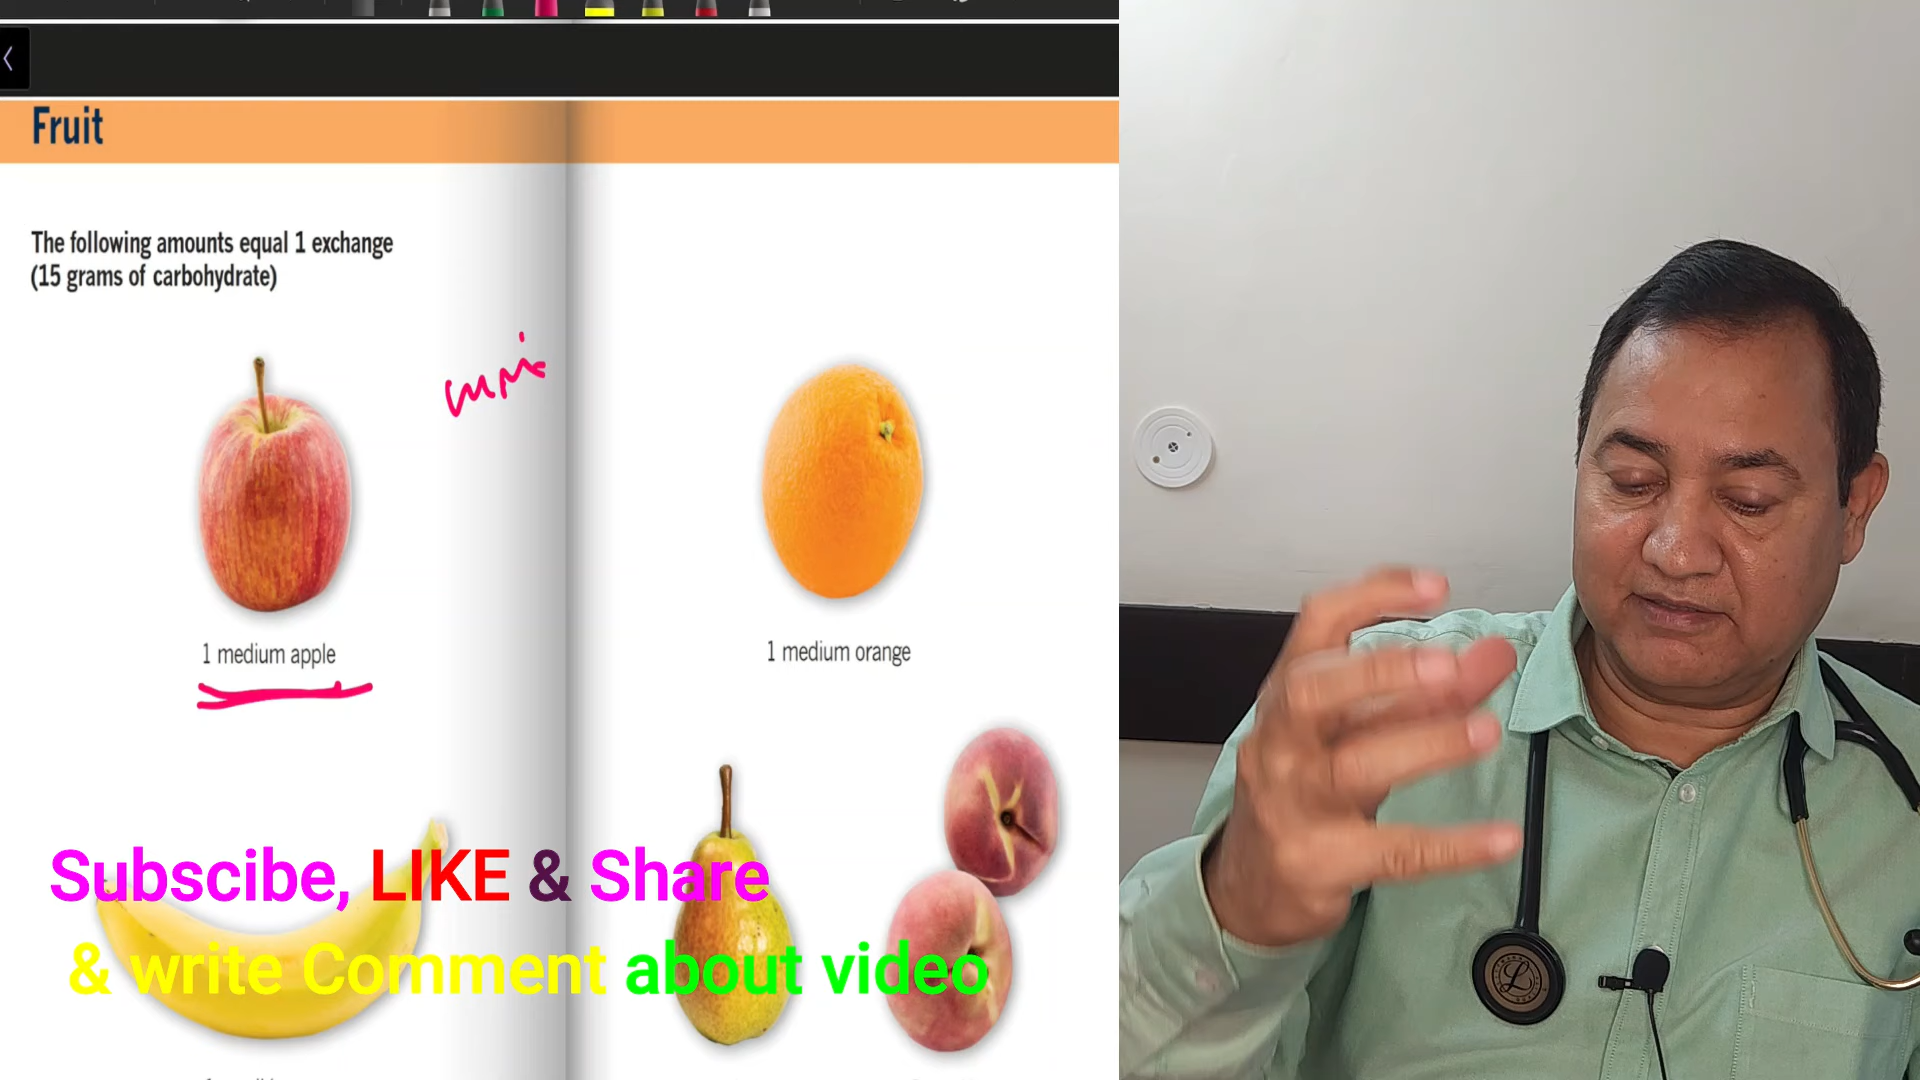 Fruit
The following amounts equal 1 exchange
(15 grams of carbohydrate)
1 medium apple
1 medium orange
Subscibe, LIKE & Share
& write Comment about video